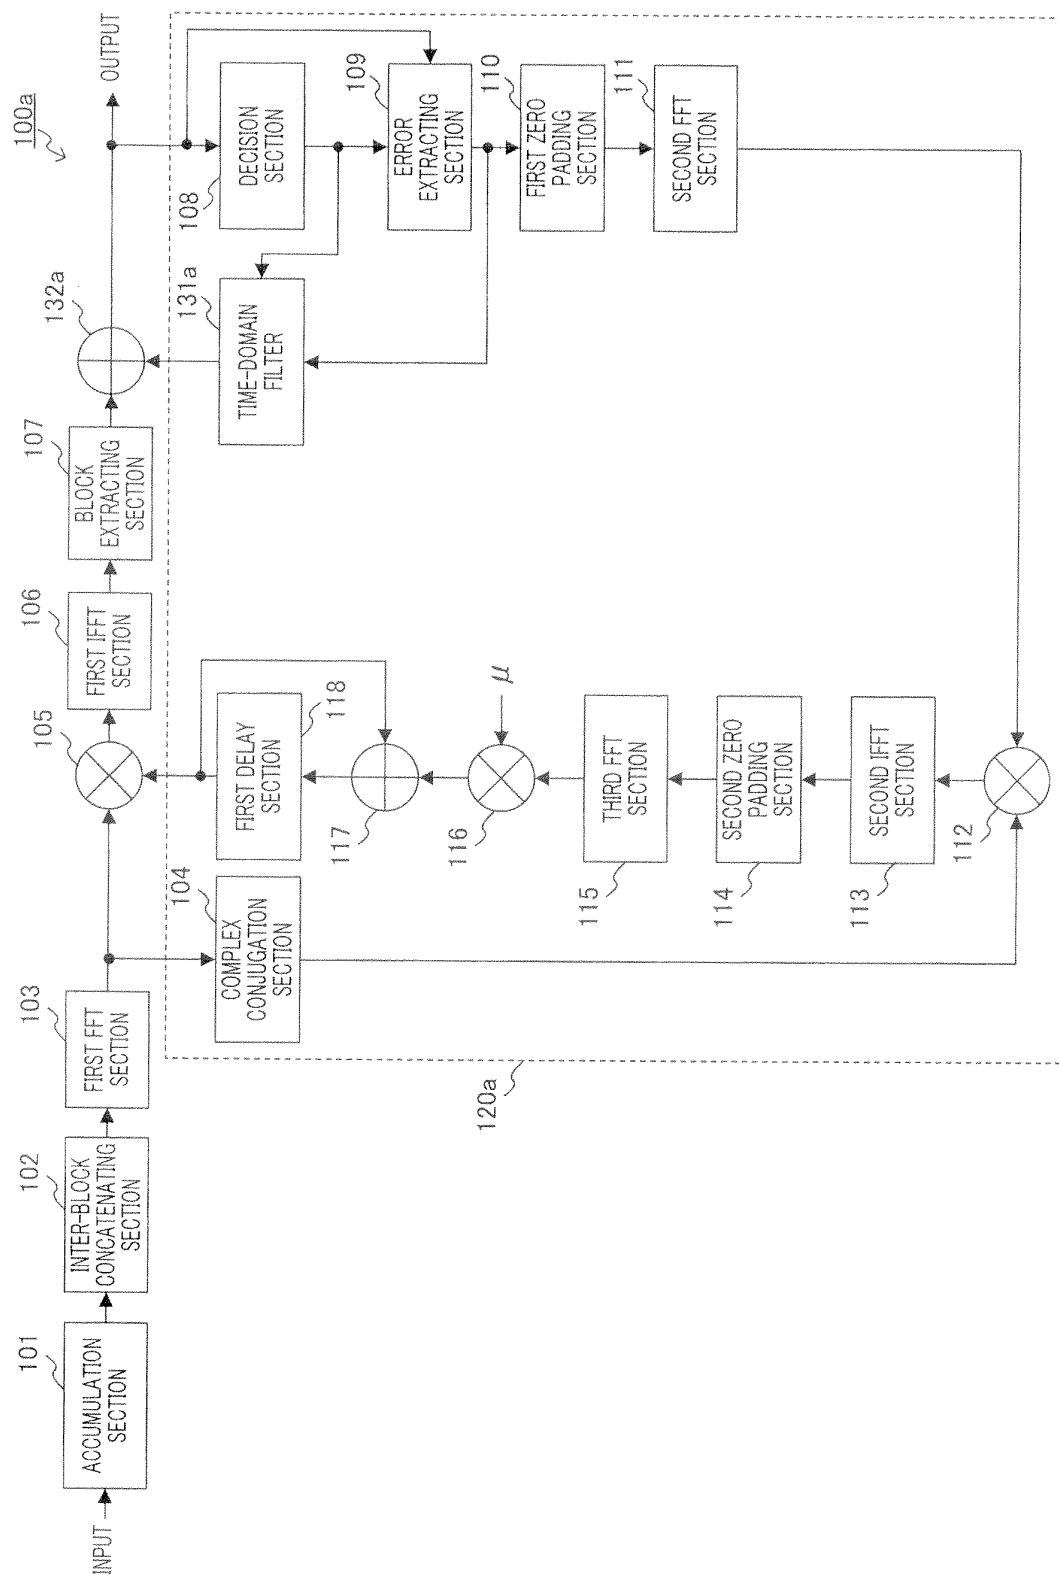 100a
INPUT
101
ACCUMULATION
SECTION
102
INTER-BLOCK
CONCATENATING
SECTION
103
FIRST FFT
SECTION
105
106
FIRST IFFT
SECTION
107
BLOCK
EXTRACTING
SECTION
132a
OUTPUT
104
COMPLEX
CONJUGATION
SECTION
FIRST DELAY
SECTION
118
117
116
μ
115
THIRD FFT
SECTION
114
SECOND ZERO
PADDING
SECTION
113
SECOND IFFT
SECTION
112
131a
TIME-DOMAIN
FILTER
108
DECISION
SECTION
109
ERROR
EXTRACTING
SECTION
110
FIRST ZERO
PADDING
SECTION
111
SECOND FFT
SECTION
120a